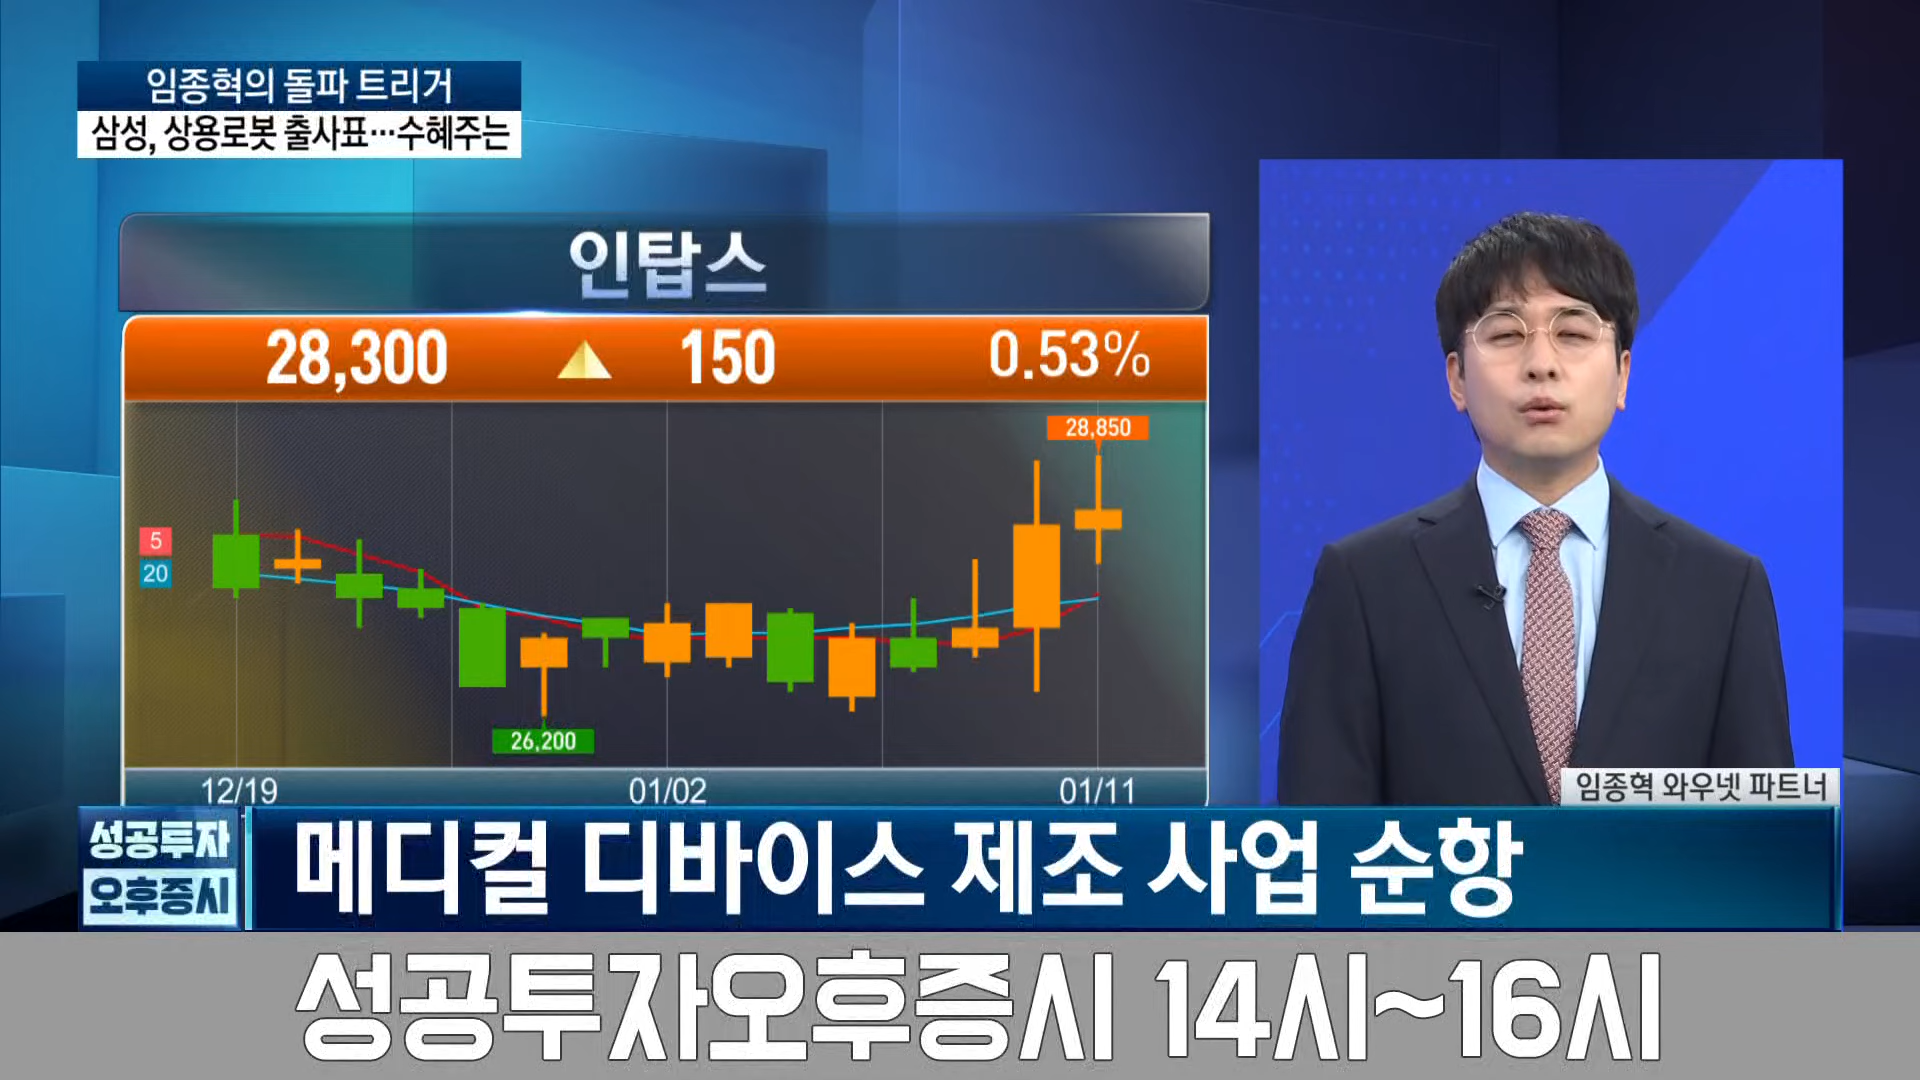 임종혁의 돌파 트리거
삼성, 상용로봇 출사표…수혜주는
인탑스
28,300 ▲ 150 0.53%
28,850
5
20
26,200
12/19 01/02 01/11
임종혁 와우넷 파트너
성공투자
오후증시
메디컬 디바이스 제조 사업 순항
성공투자오후증시 14시~16시